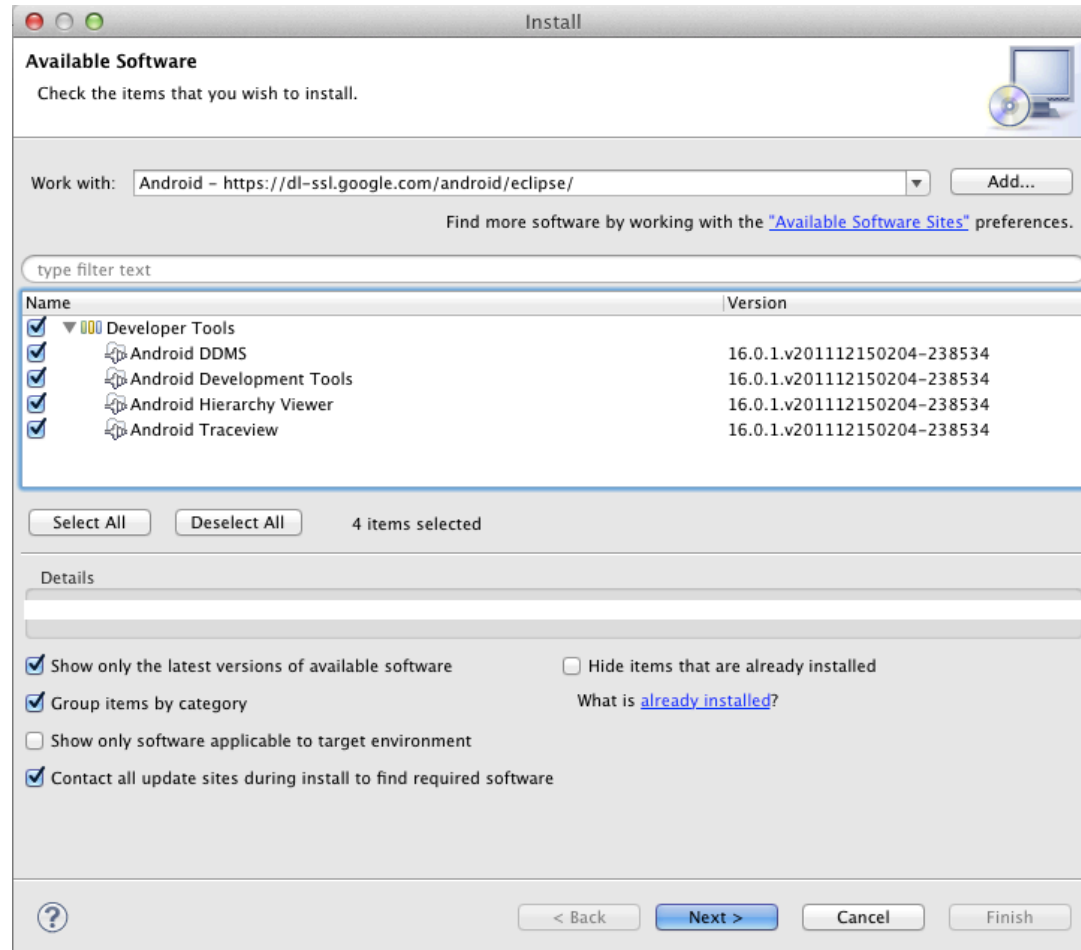 Install
Available Software
Check the items that you wish to install.
Work with: Android – https://dl-ssl.google.com/android/eclipse/ Add...
Find more software by working with the "Available Software Sites" preferences.
type filter text
Name Version
Developer Tools
Android DDMS 16.0.1.v201112150204-238534
Android Development Tools 16.0.1.v201112150204-238534
Android Hierarchy Viewer 16.0.1.v201112150204-238534
Android Traceview 16.0.1.v201112150204-238534
Select All Deselect All 4 items selected
Details
Show only the latest versions of available software Hide items that are already installed
Group items by category What is already installed?
Show only software applicable to target environment
Contact all update sites during install to find required software
? < Back Next > Cancel Finish